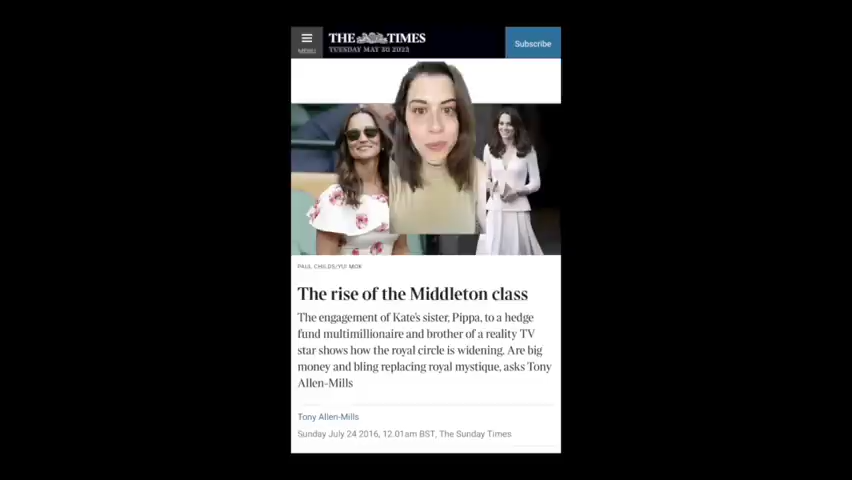 THE TIMES
Subscribe
MENU
TUESDAY MAY 30 2023
PAUL CHILDS/YUI MOK
The rise of the Middleton class
The engagement of Kate's sister, Pippa, to a hedge
fund multimillionaire and brother of a reality TV
star shows how the royal circle is widening. Are big
money and bling replacing royal mystique, asks Tony
Allen-Mills
Tony Allen-Mills
Sunday July 24 2016, 12.01am BST, The Sunday Times